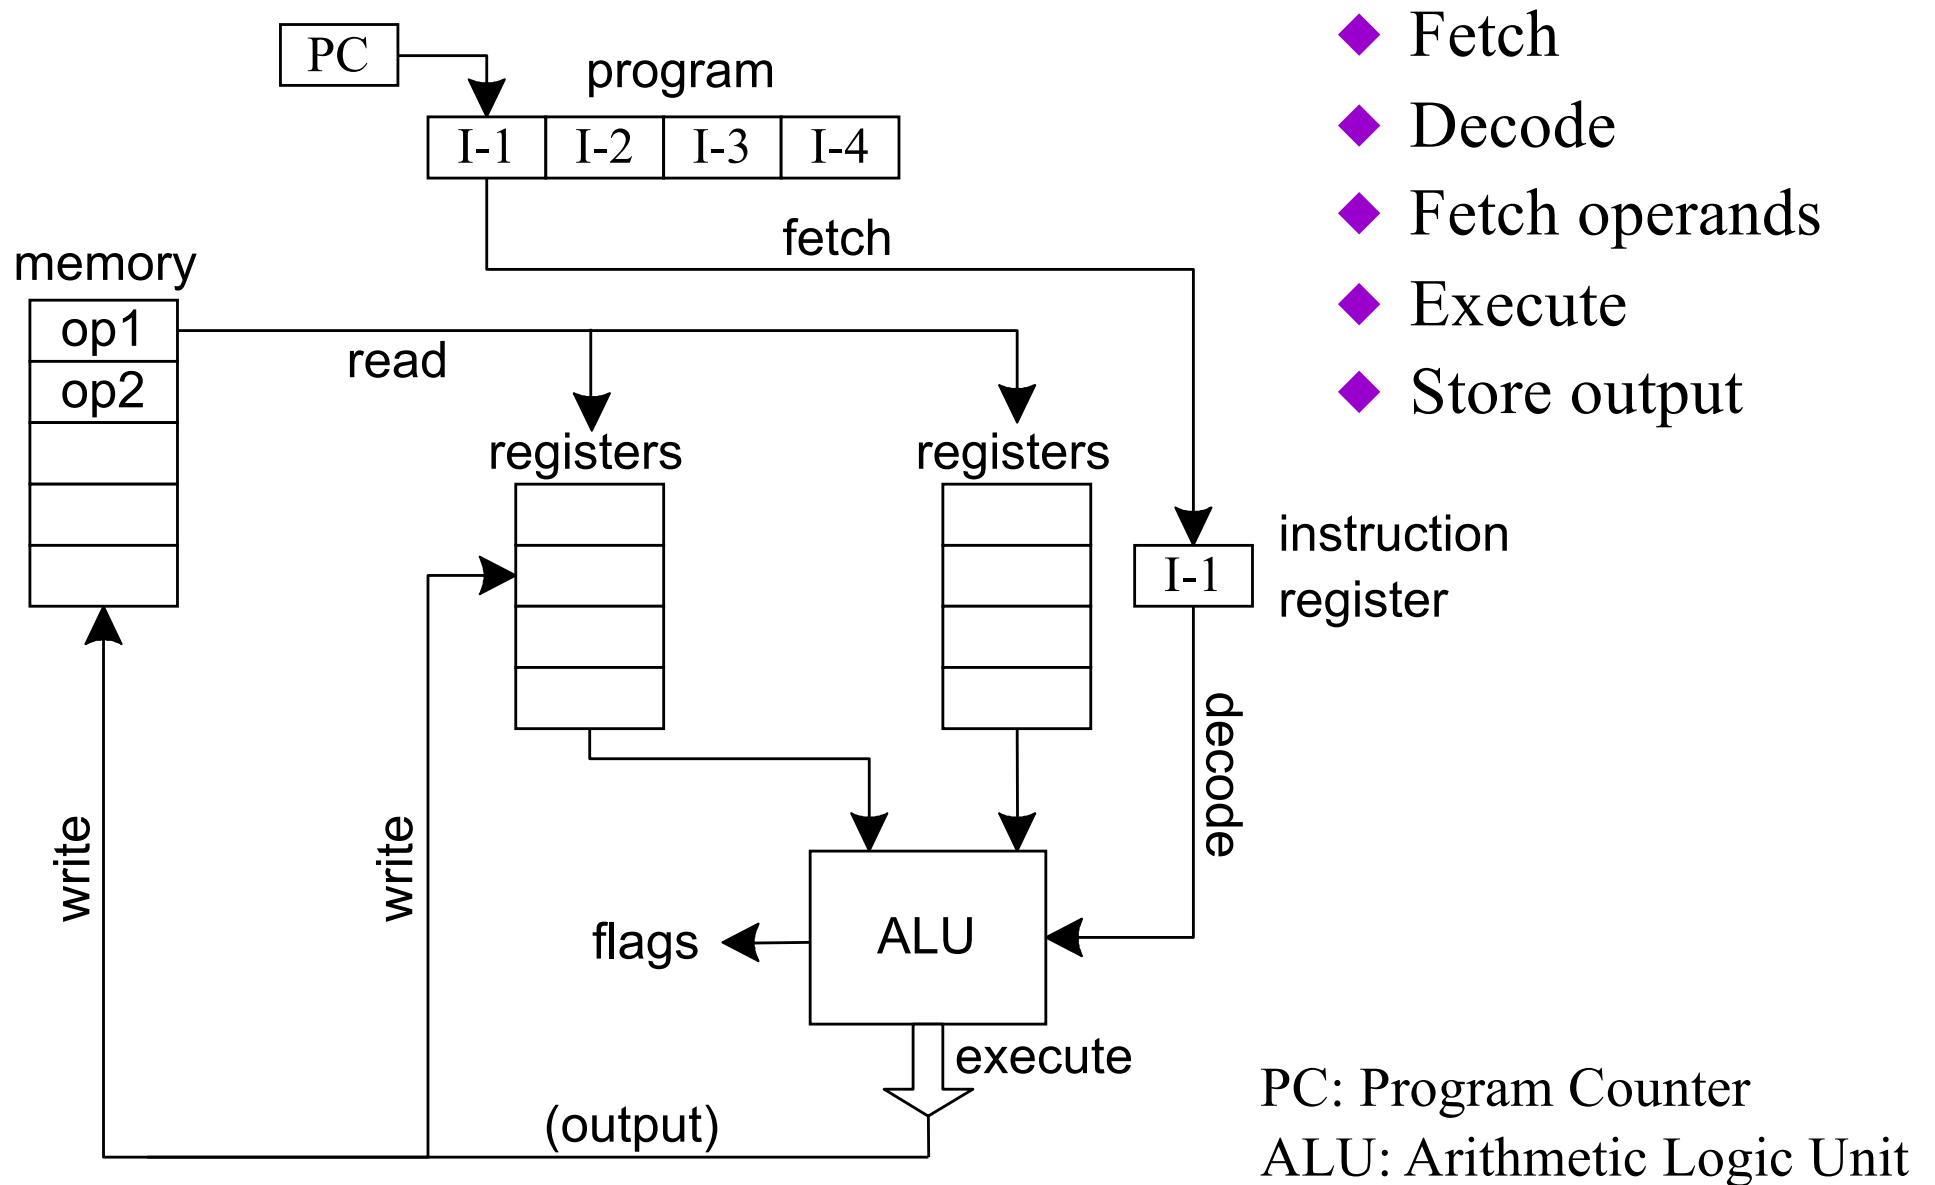 PC
program
I-1 I-2 I-3 I-4
fetch
memory
op1
op2
read
registers
registers
instruction
register
I-1
decode
write
write
flags
ALU
execute
(output)
Fetch
Decode
Fetch operands
Execute
Store output
PC: Program Counter
ALU: Arithmetic Logic Unit